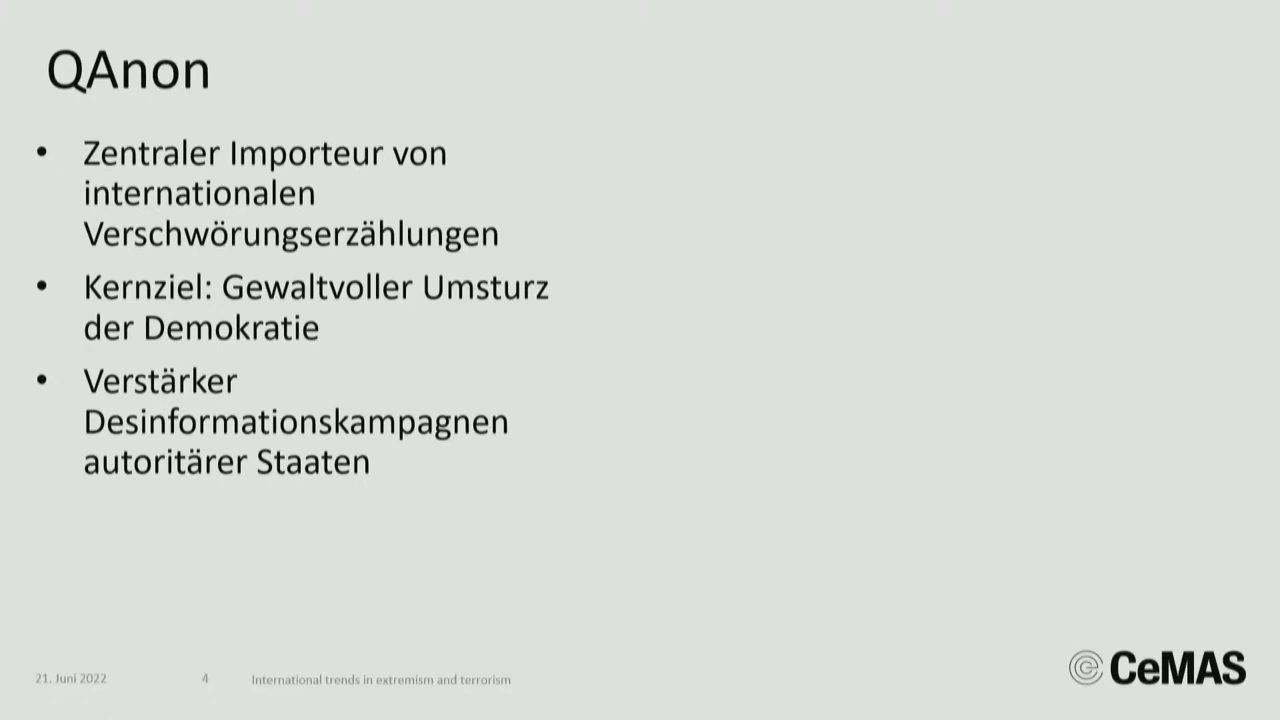 QAnon
• Zentraler Importeur von
internationalen
Verschwörungserzählungen
• Kernziel: Gewaltvoller Umsturz
der Demokratie
• Verstärker
Desinformationskampagnen
autoritärer Staaten
21. Juni 2022 4 International trends in extremism and terrorism
CeMAS